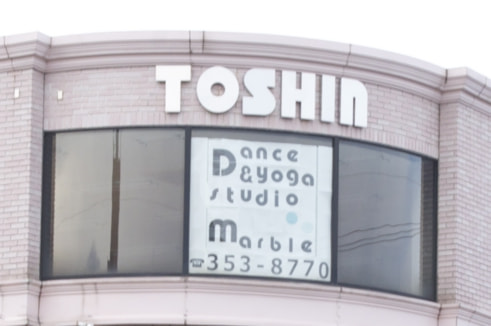 TOSHIN
Dance
&yoga
studio
Marble
☎353-8770